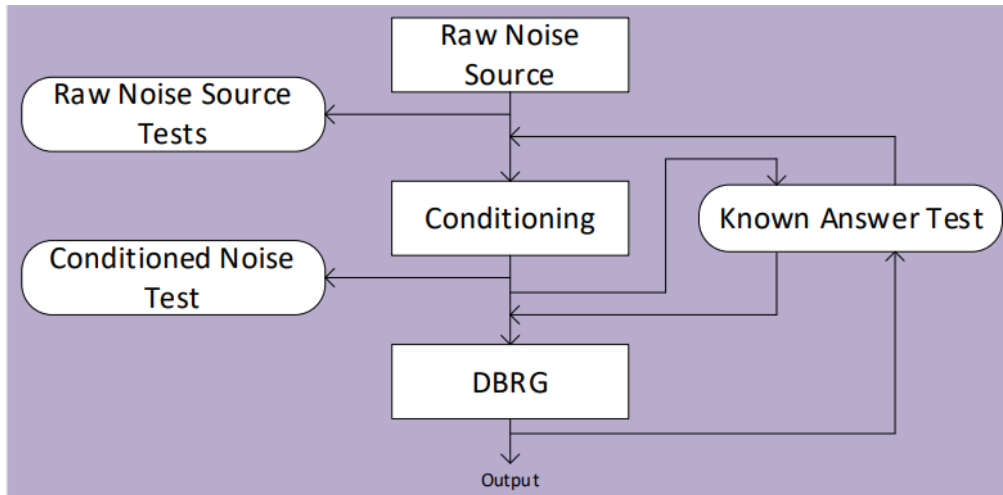 Raw Noise
Source
Raw Noise Source
Tests
Conditioning
Known Answer Test
Conditioned Noise
Test
DBRG
Output